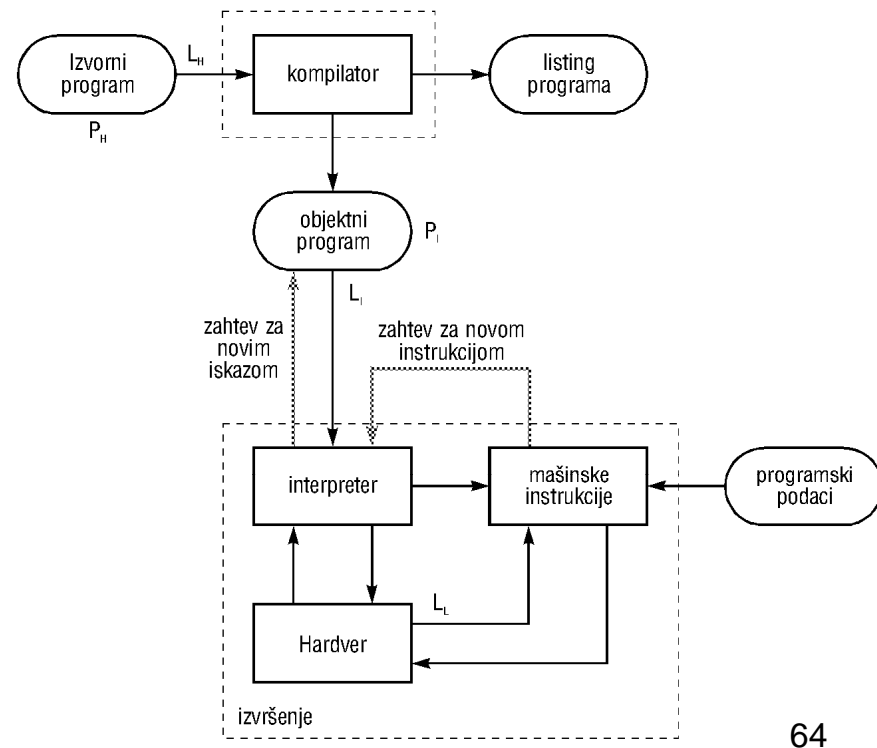 Izvorni
program
L_H
kompilator
listing
programa
P_H
objektni
program
P_I
L_I
zahtev za
novim
iskazom
zahtev za novom
instrukcijom
interpreter
mašinske
instrukcije
programski
podaci
L_L
Hardver
izvršenje
64